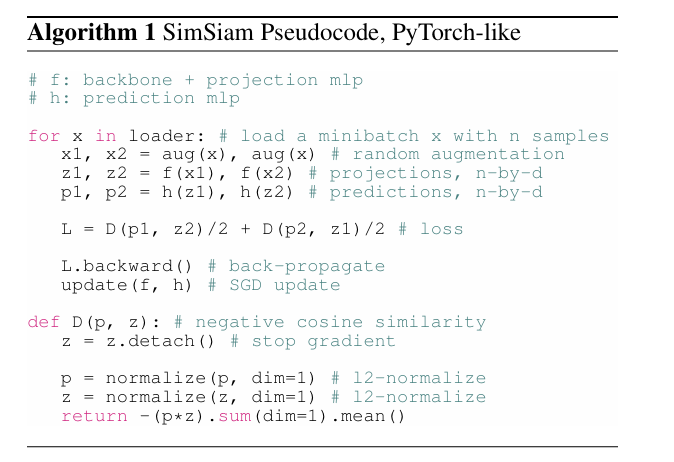 Algorithm 1 SimSiam Pseudocode, PyTorch-like
# f: backbone + projection mlp
# h: prediction mlp
for x in loader: # load a minibatch x with n samples
x1, x2 = aug(x), aug(x) # random augmentation
z1, z2 = f(x1), f(x2) # projections, n-by-d
p1, p2 = h(z1), h(z2) # predictions, n-by-d
L = D(p1, z2)/2 + D(p2, z1)/2 # loss
L.backward() # back-propagate
update(f, h) # SGD update
def D(p, z): # negative cosine similarity
z = z.detach() # stop gradient
p = normalize(p, dim=1) # l2-normalize
z = normalize(z, dim=1) # l2-normalize
return -(p*z).sum(dim=1).mean()